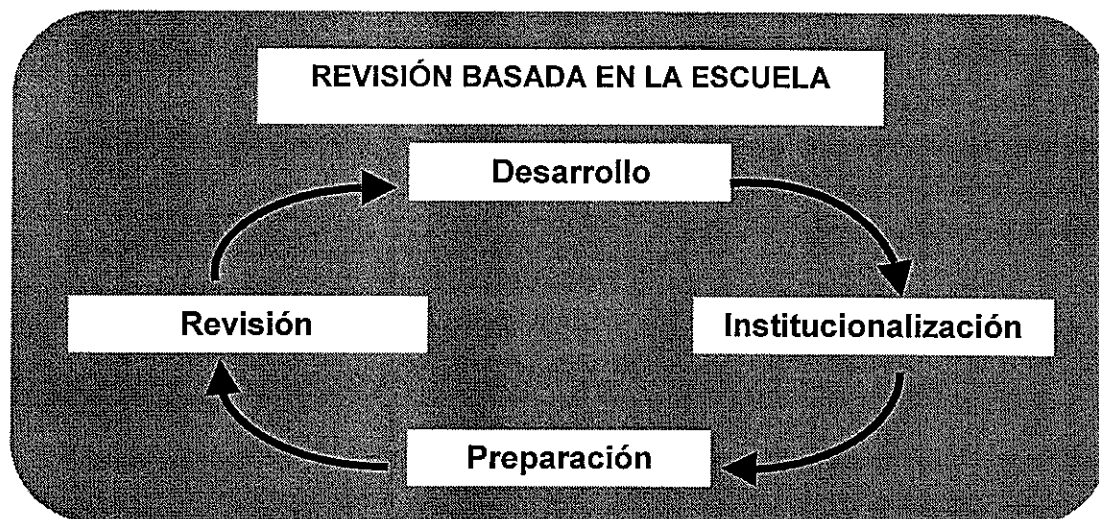 REVISIÓN BASADA EN LA ESCUELA
Desarrollo
Revisión
Institucionalización
Preparación